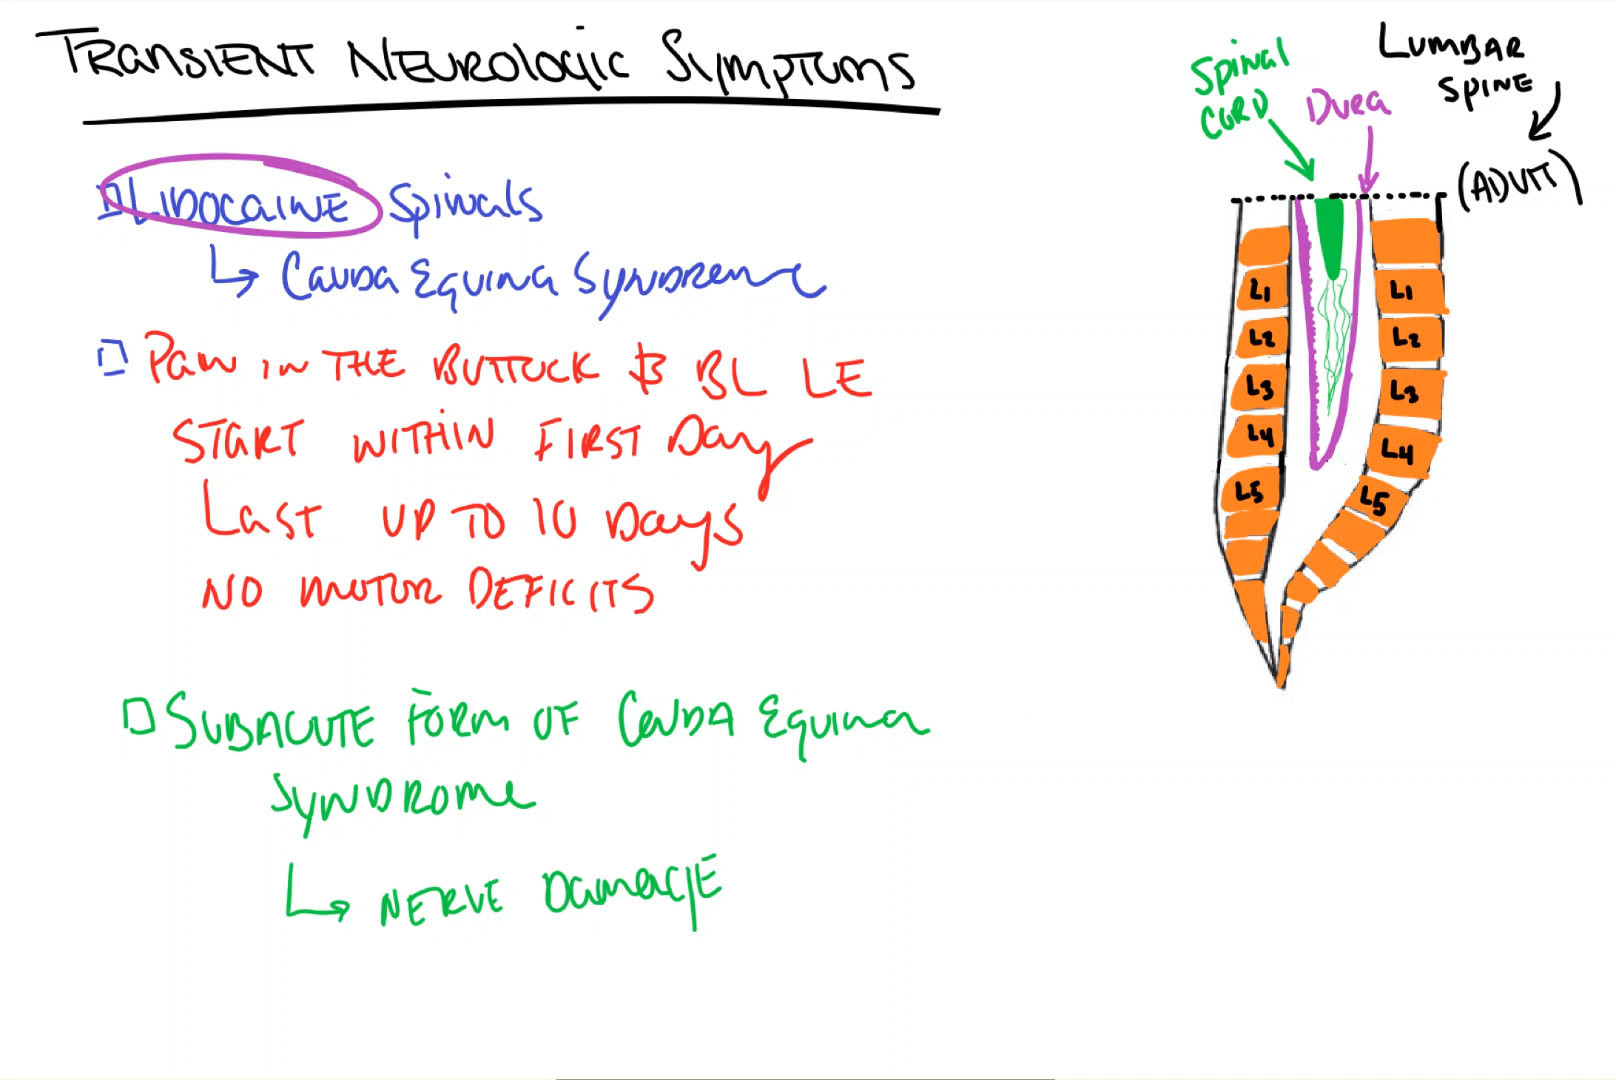 TRANSIENT NEUROLOGIC SYMPTOMS
LIDOCAINE SPINALS
↳ CAUDA EQUINA SYNDROME
PAIN IN THE BUTTOCK & BL LE
START WITHIN FIRST DAY
LAST UP TO 10 DAYS
NO MOTOR DEFICITS
SUBACUTE FORM OF CAUDA EQUINA
SYNDROME
↳ NERVE DAMAGE
SPINAL
CORD
DURA
LUMBAR
SPINE
(ADULT)
L1 L1
L2 L2
L3 L3
L4 L4
L5 L5